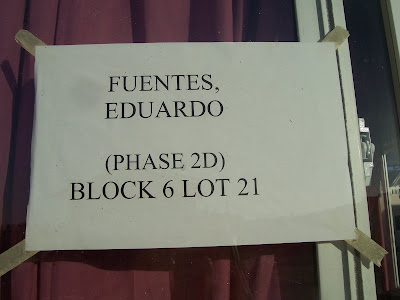 FUENTES,
EDUARDO
(PHASE 2D)
BLOCK 6 LOT 21